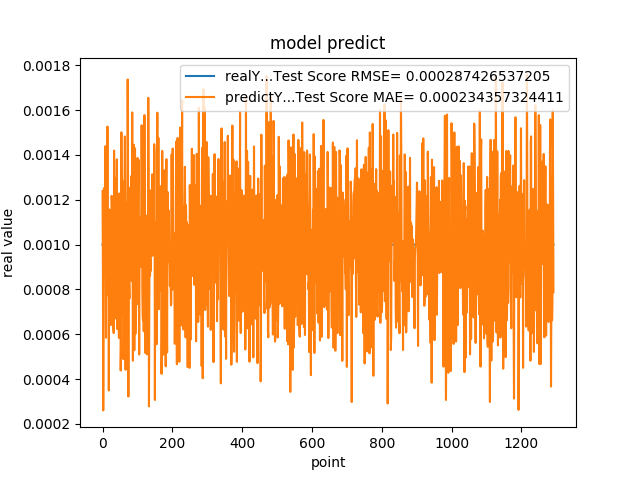 model predict
realY...Test Score RMSE= 0.000287426537205
predictY...Test Score MAE= 0.000234357324411
real value
0.0018
0.0016
0.0014
0.0012
0.0010
0.0008
0.0006
0.0004
0.0002
0 200 400 600 800 1000 1200
point